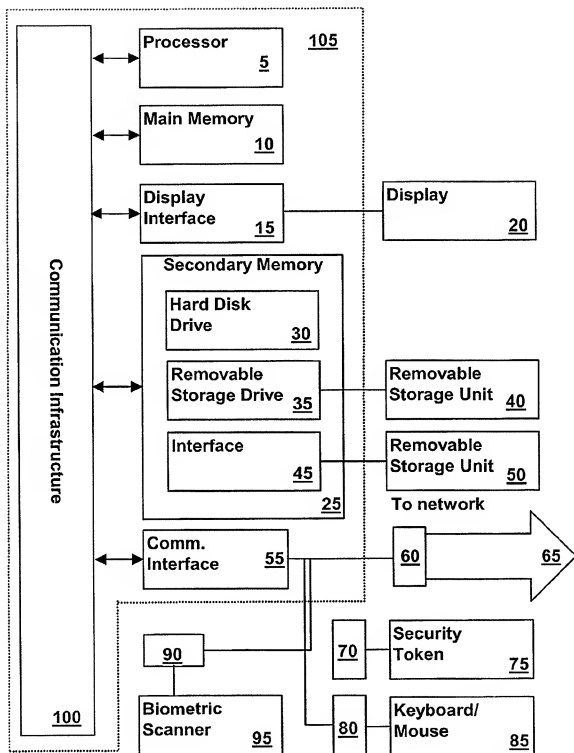 Processor
5
105
Main Memory
10
Display
Interface
15
Display
20
Communication Infrastructure
Secondary Memory
Hard Disk
Drive
30
Removable
Storage Drive
35
Removable
Storage Unit
40
Interface
45
Removable
Storage Unit
50
25
To network
Comm.
Interface
55
60
65
90
70
Security
Token
75
100
Biometric
Scanner
95
80
Keyboard/
Mouse
85